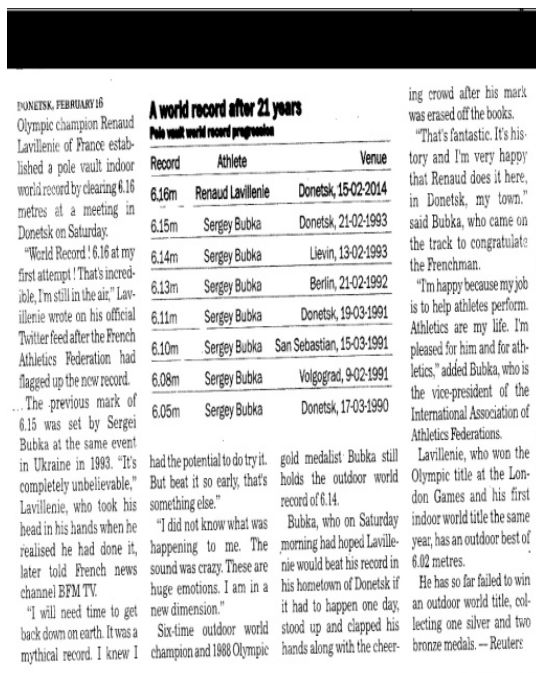 DONETSK, FEBRUARY 16
Olympic champion Renaud
Lavillenie of France estab-
lished a pole vault indoor
world record by clearing 6.16
metres at a meeting in
Donetsk on Saturday.
“World Record ! 6.16 at my
first attempt ! That's incred-
ible, I'm still in the air,” Lav-
illenie wrote on his official
Twitter feed after the French
Athletics Federation had
flagged up the new record.
The previous mark of
6.15 was set by Sergei
Bubka at the same event
in Ukraine in 1993. “It's
completely unbelievable,”
Lavillenie, who took his
head in his hands when he
realised he had done it,
later told French news
channel BFM TV.
“I will need time to get
back down on earth. It was a
mythical record. I knew I
A world record after 21 years
Pole vault world record progression
Record Athlete Venue
6.16m Renaud Lavillenie Donetsk, 15-02-2014
6.15m Sergey Bubka Donetsk, 21-02-1993
6.14m Sergey Bubka Lievin, 13-02-1993
6.13m Sergey Bubka Berlin, 21-02-1992
6.11m Sergey Bubka Donetsk, 19-03-1991
6.10m Sergey Bubka San Sebastian, 15-03-1991
6.08m Sergey Bubka Volgograd, 9-02-1991
6.05m Sergey Bubka Donetsk, 17-03-1990
had the potential to do try it.
But beat it so early, that's
something else.”
“I did not know what was
happening to me. The
sound was crazy. These are
huge emotions. I am in a
new dimension.”
Six-time outdoor world
champion and 1988 Olympic
gold medalist Bubka still
holds the outdoor world
record of 6.14.
Bubka, who on Saturday
morning had hoped Laville-
nie would beat his record in
his hometown of Donetsk if
it had to happen one day,
stood up and clapped his
hands along with the cheer-
ing crowd after his mark
was erased off the books.
“That's fantastic. It's his-
tory and I'm very happy
that Renaud does it here,
in Donetsk, my town.”
said Bubka, who came on
the track to congratulate
the Frenchman.
“I'm happy because my job
is to help athletes perform.
Athletics are my life. I'm
pleased for him and for ath-
letics,” added Bubka, who is
the vice-president of the
International Association of
Athletics Federations.
Lavillenie, who won the
Olympic title at the Lon-
don Games and his first
indoor world title the same
year, has an outdoor best of
6.02 metres.
He has so far failed to win
an outdoor world title, col-
lecting one silver and two
bronze medals. — Reuters